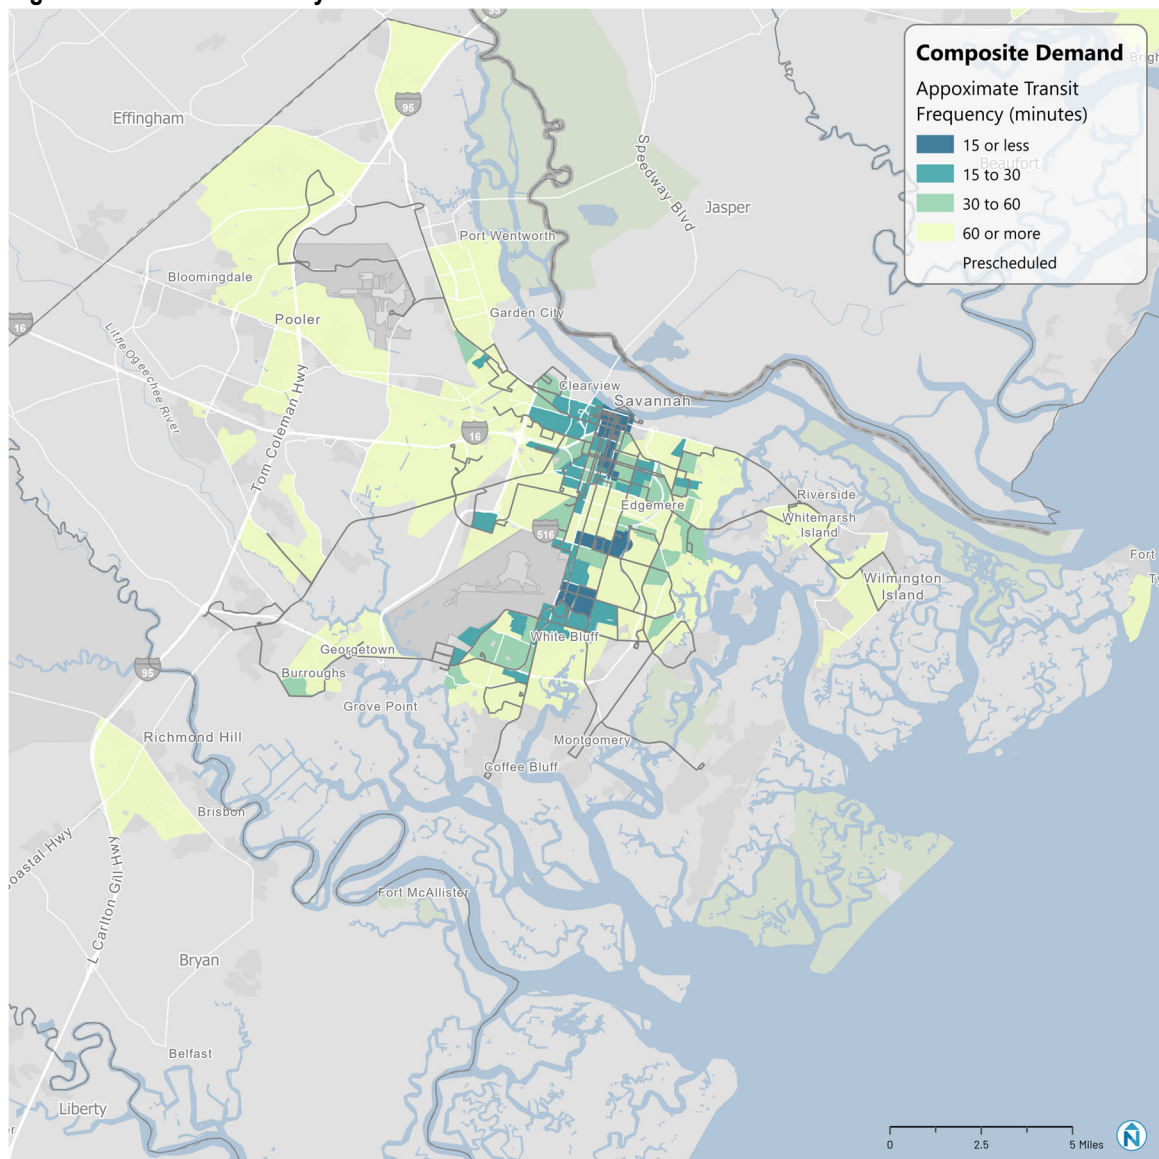 95
Composite Demand
Appoximate Transit
Frequency (minutes)
15 or less
15 to 30
30 to 60
60 or more
Prescheduled
Beaufort
95
Effingham
Speedway Blvd
Jasper
Port Wentworth
Bloomingdale
Garden City
Pooler
16
Little Ogeechee River
Clearview
Savannah
Tom Coleman Hwy
16
Edgemere
Riverside
Whitemarsh
Island
516
Fort
Wilmington
Island
White Bluff
Georgetown
Burroughs
95
Grove Point
Richmond Hill
Montgomery
Coffee Bluff
Brisbon
oastal Hwy
L Carlton Gill Hwy
Fort McAllister
Bryan
Belfast
Liberty
0 2.5 5 Miles
N